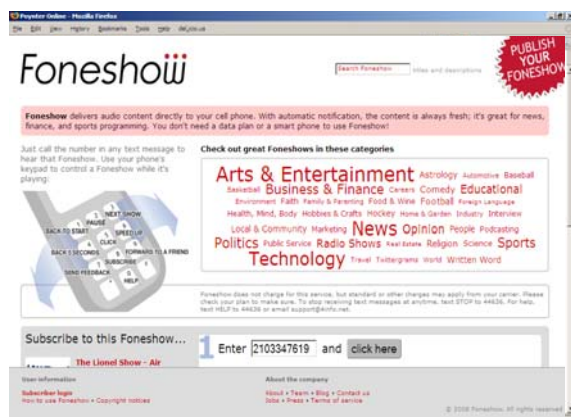 Poynter Online - Mozilla Firefox
File Edit View History Bookmarks Tools Help del.icio.us
Foneshow
Search Foneshow titles and descriptions
PUBLISH
YOUR
FONESHOW
Foneshow delivers audio content directly to your cell phone. With automatic notification, the content is always fresh; it's great for news,
finance, and sports programming. You don't need a data plan or a smart phone to use Foneshow!
Just call the number in any text message to
hear that Foneshow. Use your phone's
keypad to control a Foneshow while it's
playing:
Check out great Foneshows in these categories
Arts & Entertainment Astrology Automotive Baseball
Basketball Business & Finance Careers Comedy Educational
Environment Faith Family & Parenting Food & Wine Football Foreign Language
Health, Mind, Body Hobbies & Crafts Hockey Home & Garden Industry Interview
Local & Community Marketing News Opinion People Podcasting
Politics Public Service Radio Shows Real Estate Religion Science Sports
Technology Travel Twittergrams World Written Word
NEXT SHOW
PAUSE
BACK TO START SPEED UP
CLICK
BACK 5 SECONDS FORWARD TO A FRIEND
SUBSCRIBE
SEND FEEDBACK
HELP
Foneshow does not charge for this service, but standard or other charges may apply from your carrier. Please
check your plan to make sure. To stop receiving text messages at anytime, text STOP to 44636. For help,
text HELP to 44636 or email support@4info.net.
Subscribe to this Foneshow...
The Lionel Show - Air
1 Enter 2103347619 and click here
User information
Subscriber login
How to use Foneshow • Copyright notices
About the company
About • Team • Blog • Contact us
Jobs • Press • Terms of service
© 2008 Foneshow. All rights reserved